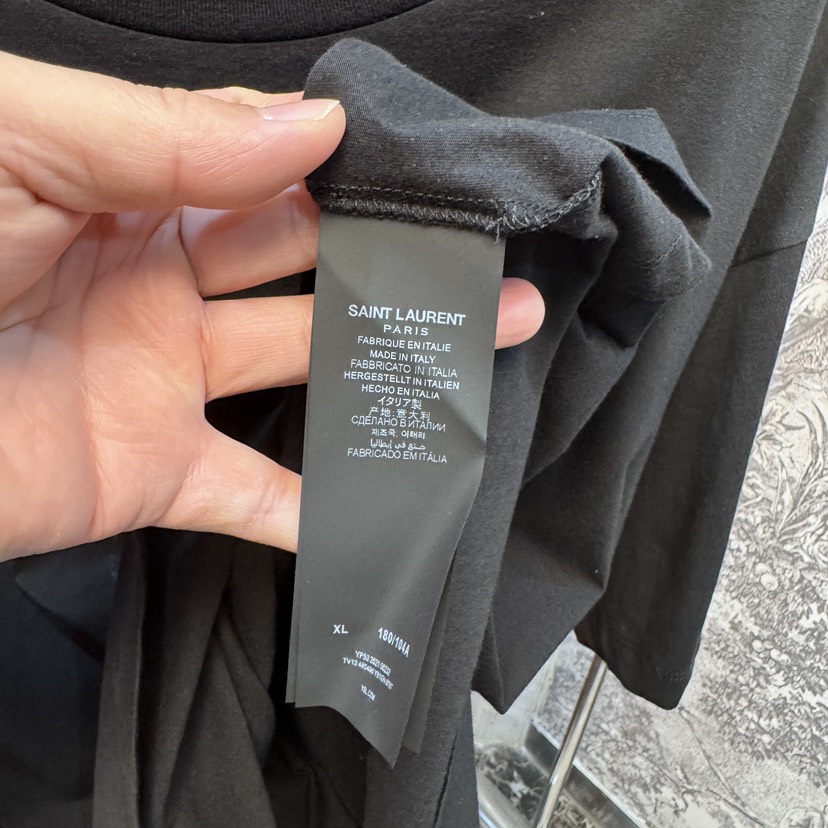 SAINT LAURENT
PARIS
FABRIQUE EN ITALIE
MADE IN ITALY
FABBRICATO IN ITALIA
HERGESTELLT IN ITALIEN
HECHO EN ITALIA
イタリア製
产地:意大利
СДЕЛАНО В ИТАЛИИ
제조국: 이태리
صنع في إيطاليا
FABRICADO EM ITÁLIA
XL 180/104A
YSL.COM